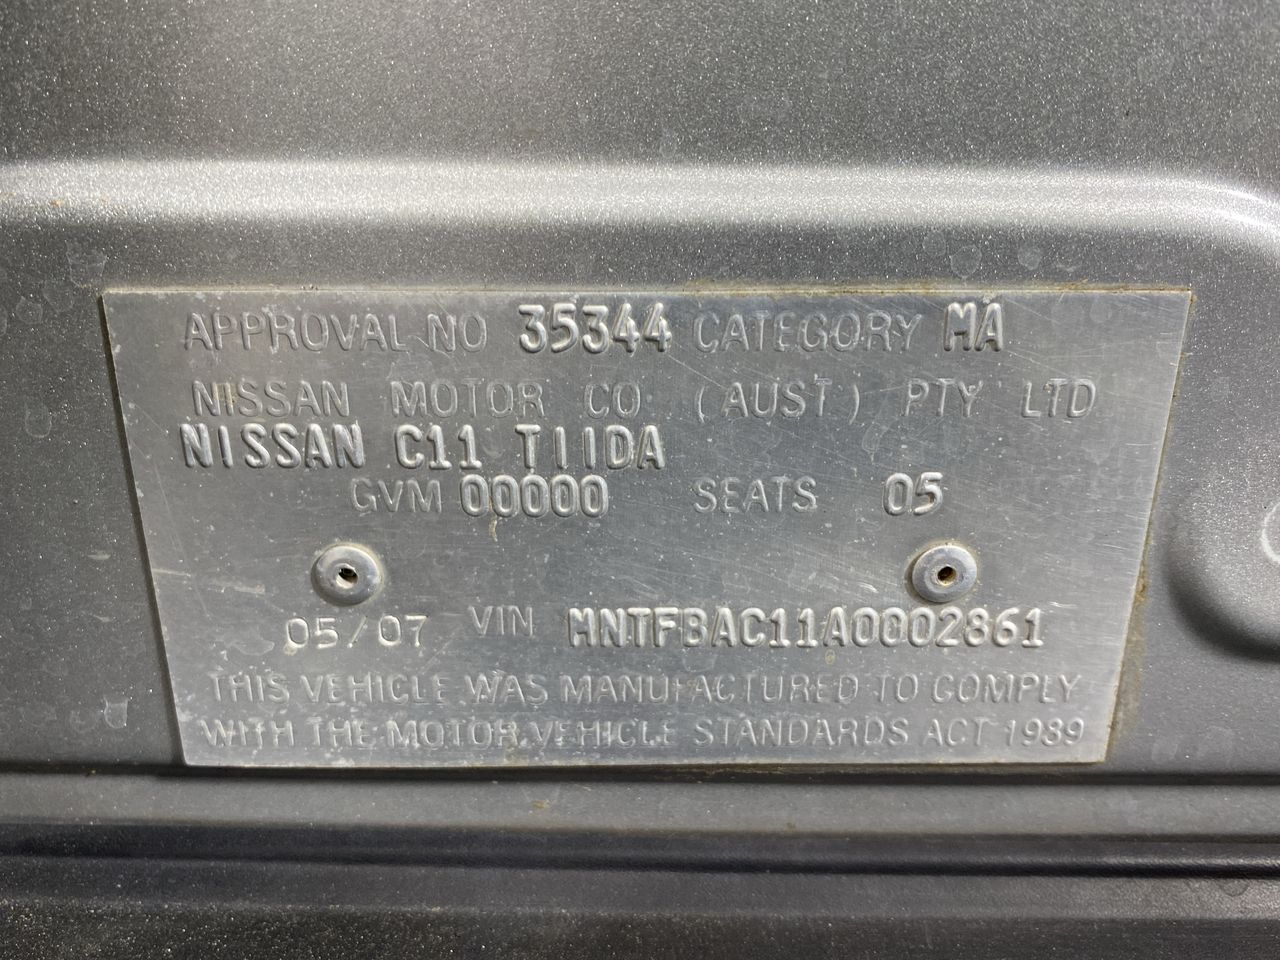 APPROVAL NO 35344 CATEGORY MA
NISSAN MOTOR CO (AUST) PTY LTD
NISSAN C11 TIIDA
GVM 00000 SEATS 05
05/07 VIN MNTFBAC11A0002861
THIS VEHICLE WAS MANUFACTURED TO COMPLY
WITH THE MOTOR VEHICLE STANDARDS ACT 1989